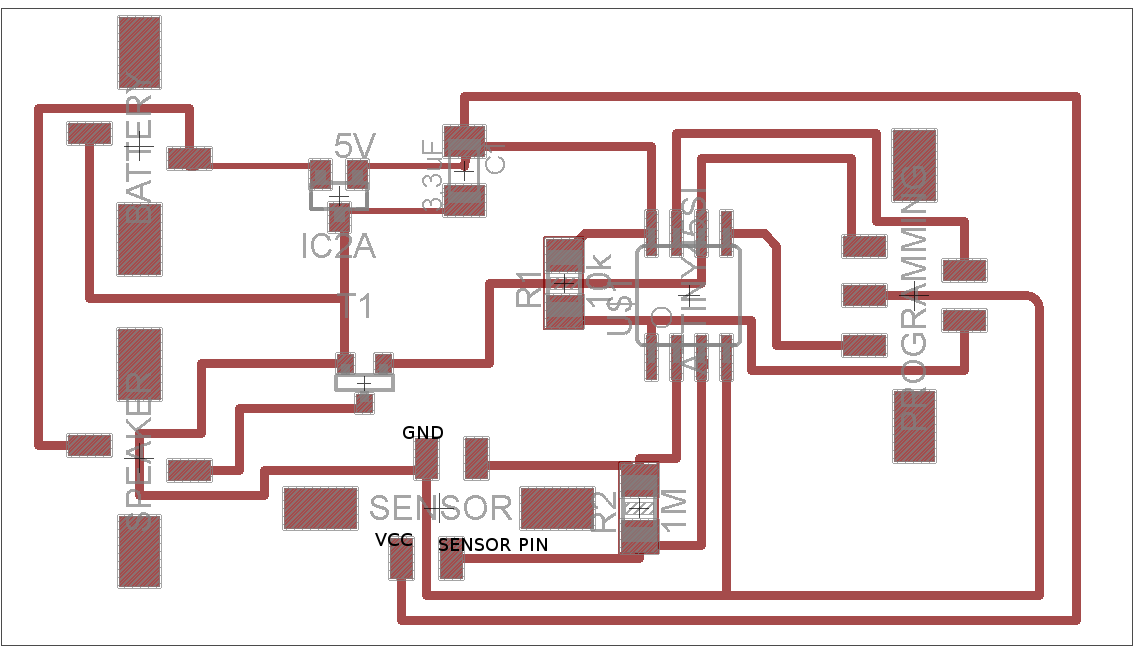 BATTERY
5V
3.3uF
C1
IC2A
T1
R1
10k
U$1
ATTINY45SI
PROGRAMMING
SPEAKER
GND
SENSOR
R2
1M
VCC
SENSOR PIN